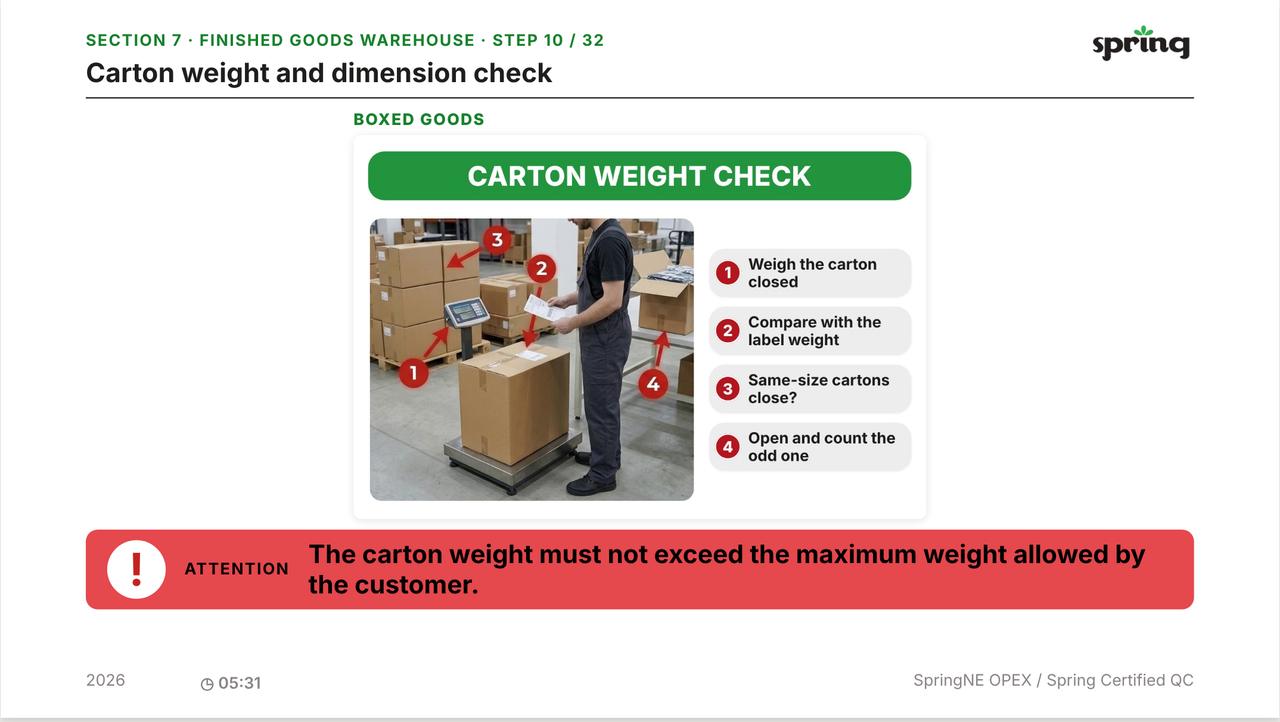 SECTION 7 · FINISHED GOODS WAREHOUSE · STEP 10 / 32
spring
Carton weight and dimension check
BOXED GOODS
CARTON WEIGHT CHECK
3
2
1
4
1 Weigh the carton
closed
2 Compare with the
label weight
3 Same-size cartons
close?
4 Open and count the
odd one
! ATTENTION The carton weight must not exceed the maximum weight allowed by
the customer.
2026
05:31
SpringNE OPEX / Spring Certified QC